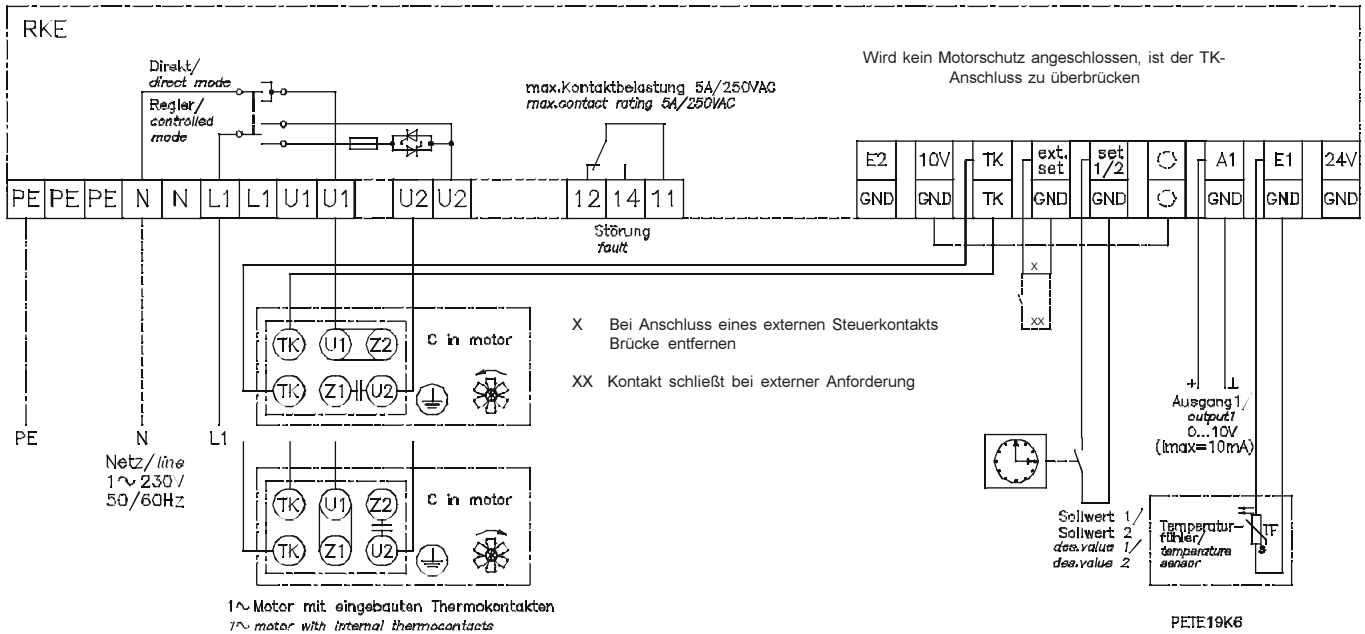 RKE
Direkt/
direct mode
Regler/
controlled
mode
max.Kontaktbelastung 5A/250VAC
max.contact rating 5A/250VAC
Wird kein Motorschutz angeschlossen, ist der TK-
Anschluss zu überbrücken
E2 10V TK ext. set set 1/2 A1 E1 24V
GND GND TK GND GND GND GND GND
PE PE PE N N L1 L1 U1 U1 U2 U2 12 14 11
Störung
fault
X
XX
TK U1 Z2 C in motor
TK Z1 U2
X Bei Anschluss eines externen Steuerkontakts
Brücke entfernen
XX Kontakt schließt bei externer Anforderung
PE N L1
Netz/line
1~230V
50/60Hz
TK U1 Z2 C in motor
TK Z1 U2
1~ Motor mit eingebauten Thermokontakten
1~ motor with internal thermocontacts
+ ⊥
Ausgang1/
output1
0...10V
(Imax=10mA)
Sollwert 1/
Sollwert 2
des.value 1/
des.value 2
Temperatur-
fühler/
temperature
sensor
TF
PETE19K6